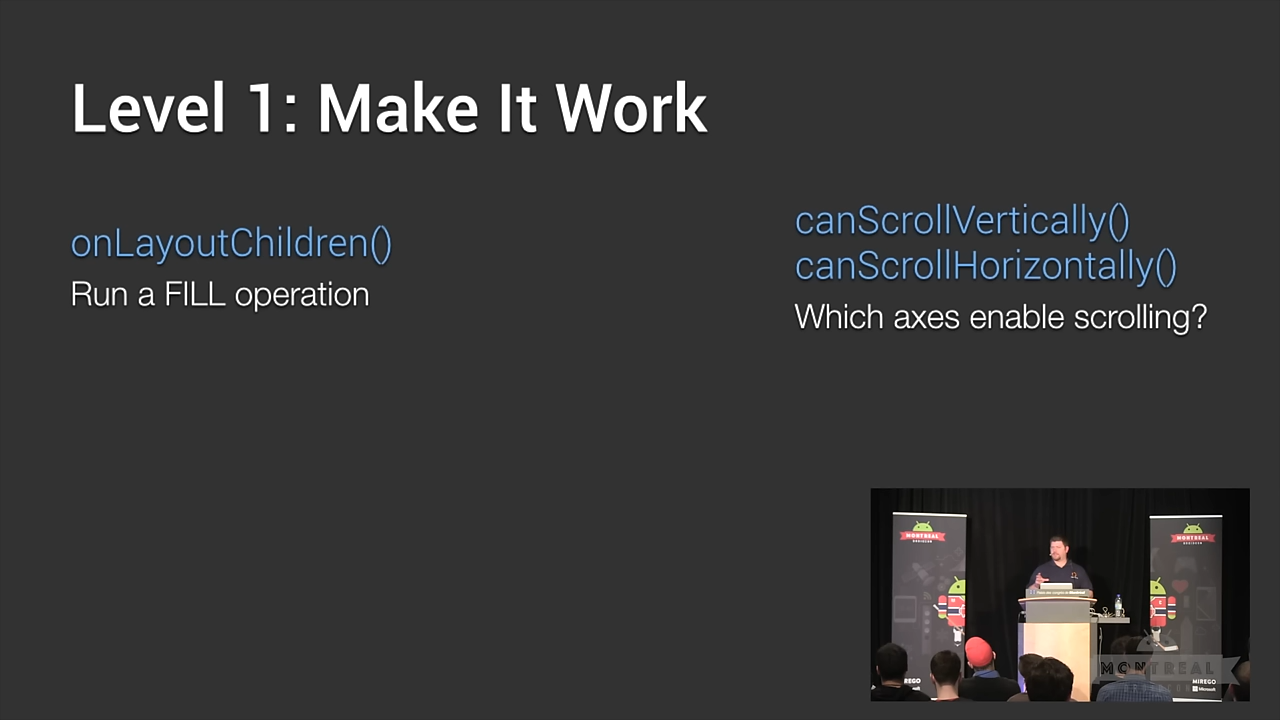 Level 1: Make It Work
onLayoutChildren()
Run a FILL operation
canScrollVertically()
canScrollHorizontally()
Which axes enable scrolling?
MONTREAL
MONTREAL
MONTREAL
MIREGO
Microsoft